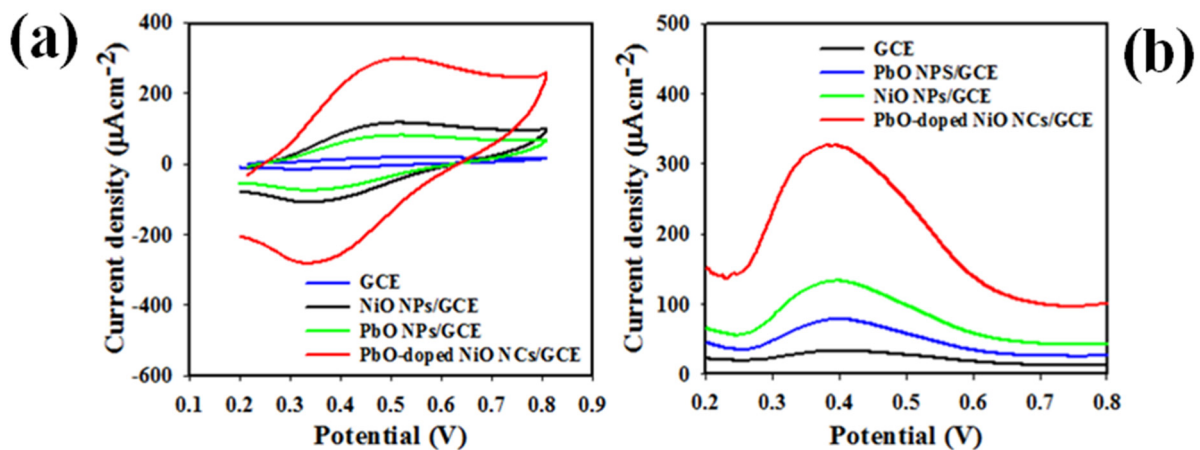 (a)
Current density (µAcm⁻²)
400
200
0
-200
-400
-600
GCE
NiO NPs/GCE
PbO NPs/GCE
PbO-doped NiO NCs/GCE
0.1 0.2 0.3 0.4 0.5 0.6 0.7 0.8 0.9
Potential (V)
(b)
Current density (µAcm⁻²)
500
400
300
200
100
0
GCE
PbO NPS/GCE
NiO NPs/GCE
PbO-doped NiO NCs/GCE
0.2 0.3 0.4 0.5 0.6 0.7 0.8
Potential (V)